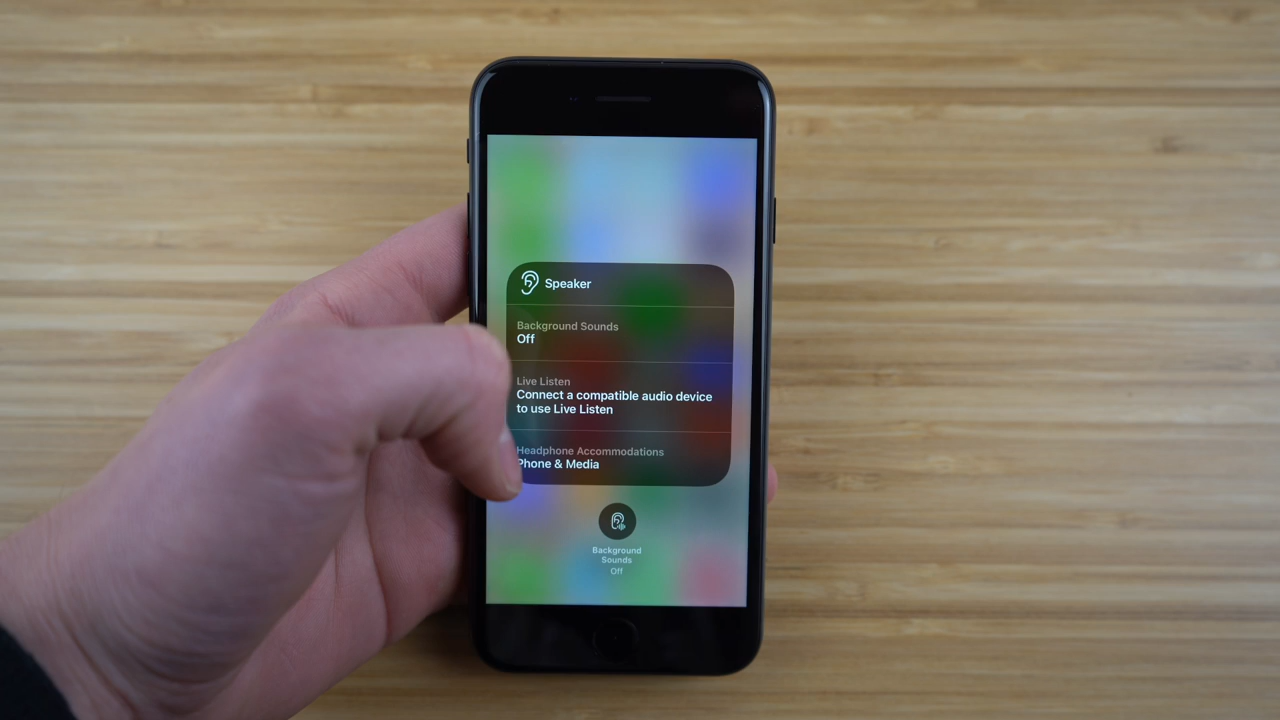 Speaker
Background Sounds
Off
Live Listen
Connect a compatible audio device
to use Live Listen
Headphone Accommodations
Phone & Media
Background
Sounds
Off